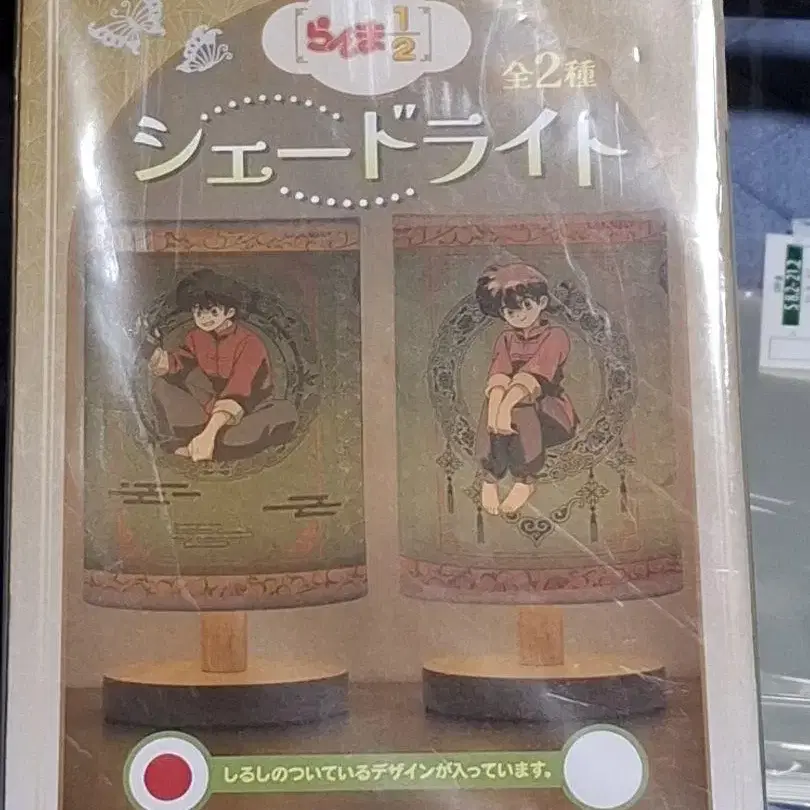 らんま1/2
全2種
シェードライト
しるしのついているデザインが入っています。